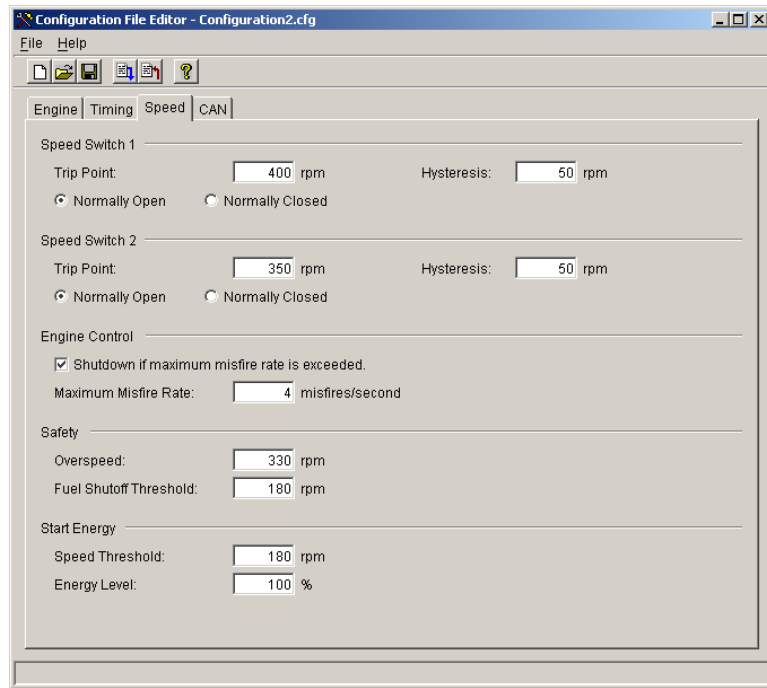 Configuration File Editor - Configuration2.cfg
File Help
Engine Timing Speed CAN
Speed Switch 1
Trip Point: 400 rpm Hysteresis: 50 rpm
Normally Open Normally Closed
Speed Switch 2
Trip Point: 350 rpm Hysteresis: 50 rpm
Normally Open Normally Closed
Engine Control
Shutdown if maximum misfire rate is exceeded.
Maximum Misfire Rate: 4 misfires/second
Safety
Overspeed: 330 rpm
Fuel Shutoff Threshold: 180 rpm
Start Energy
Speed Threshold: 180 rpm
Energy Level: 100 %